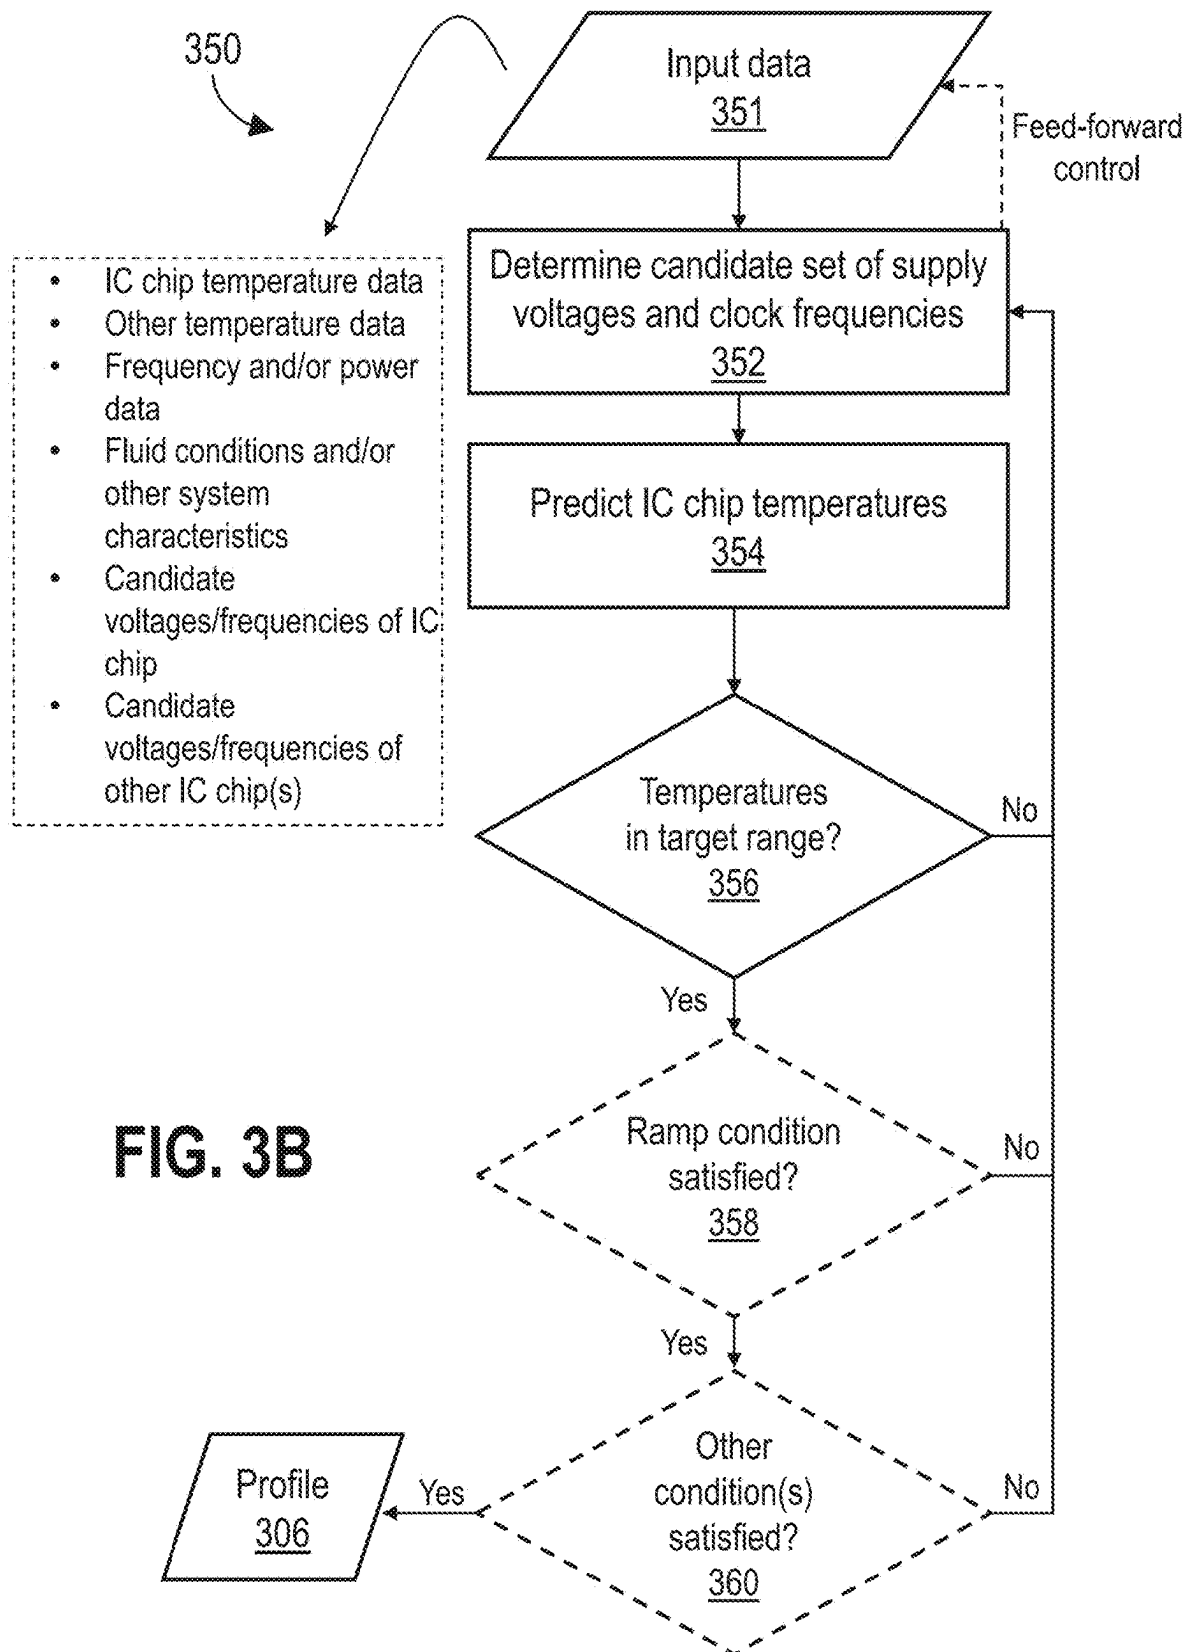 350
Input data
351
Feed-forward
control
• IC chip temperature data
• Other temperature data
• Frequency and/or power
data
• Fluid conditions and/or
other system
characteristics
• Candidate
voltages/frequencies of IC
chip
• Candidate
voltages/frequencies of
other IC chip(s)
Determine candidate set of supply
voltages and clock frequencies
352
Predict IC chip temperatures
354
Temperatures
in target range?
356
No
Yes
FIG. 3B
Ramp condition
satisfied?
358
No
Yes
Other
condition(s)
satisfied?
360
No
Yes
Profile
306